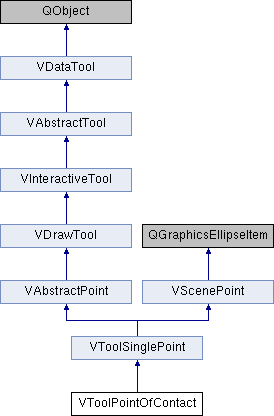 QObject
VDataTool
VAbstractTool
VInteractiveTool
VDrawTool
QGraphicsEllipseItem
VAbstractPoint
VScenePoint
VToolSinglePoint
VToolPointOfContact